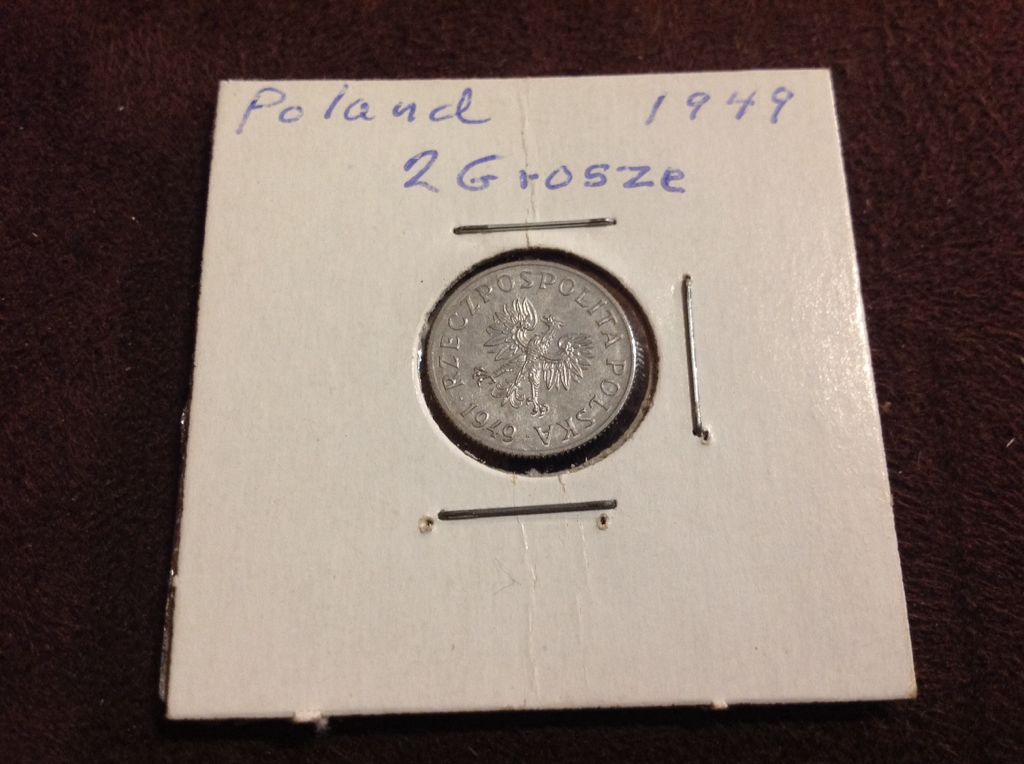 Poland 1949
2 Grosze
RZECZPOSPOLITA POLSKA · 1949 ·